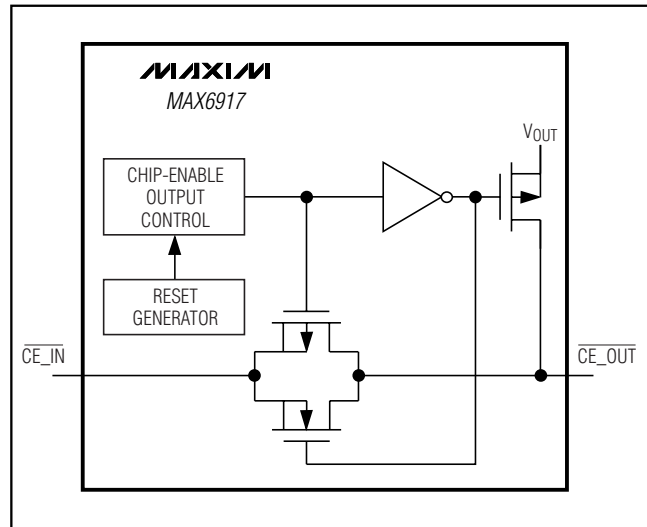 MAXIM
MAX6917
VOUT
CHIP-ENABLE
OUTPUT
CONTROL
RESET
GENERATOR
CE_IN
CE_OUT